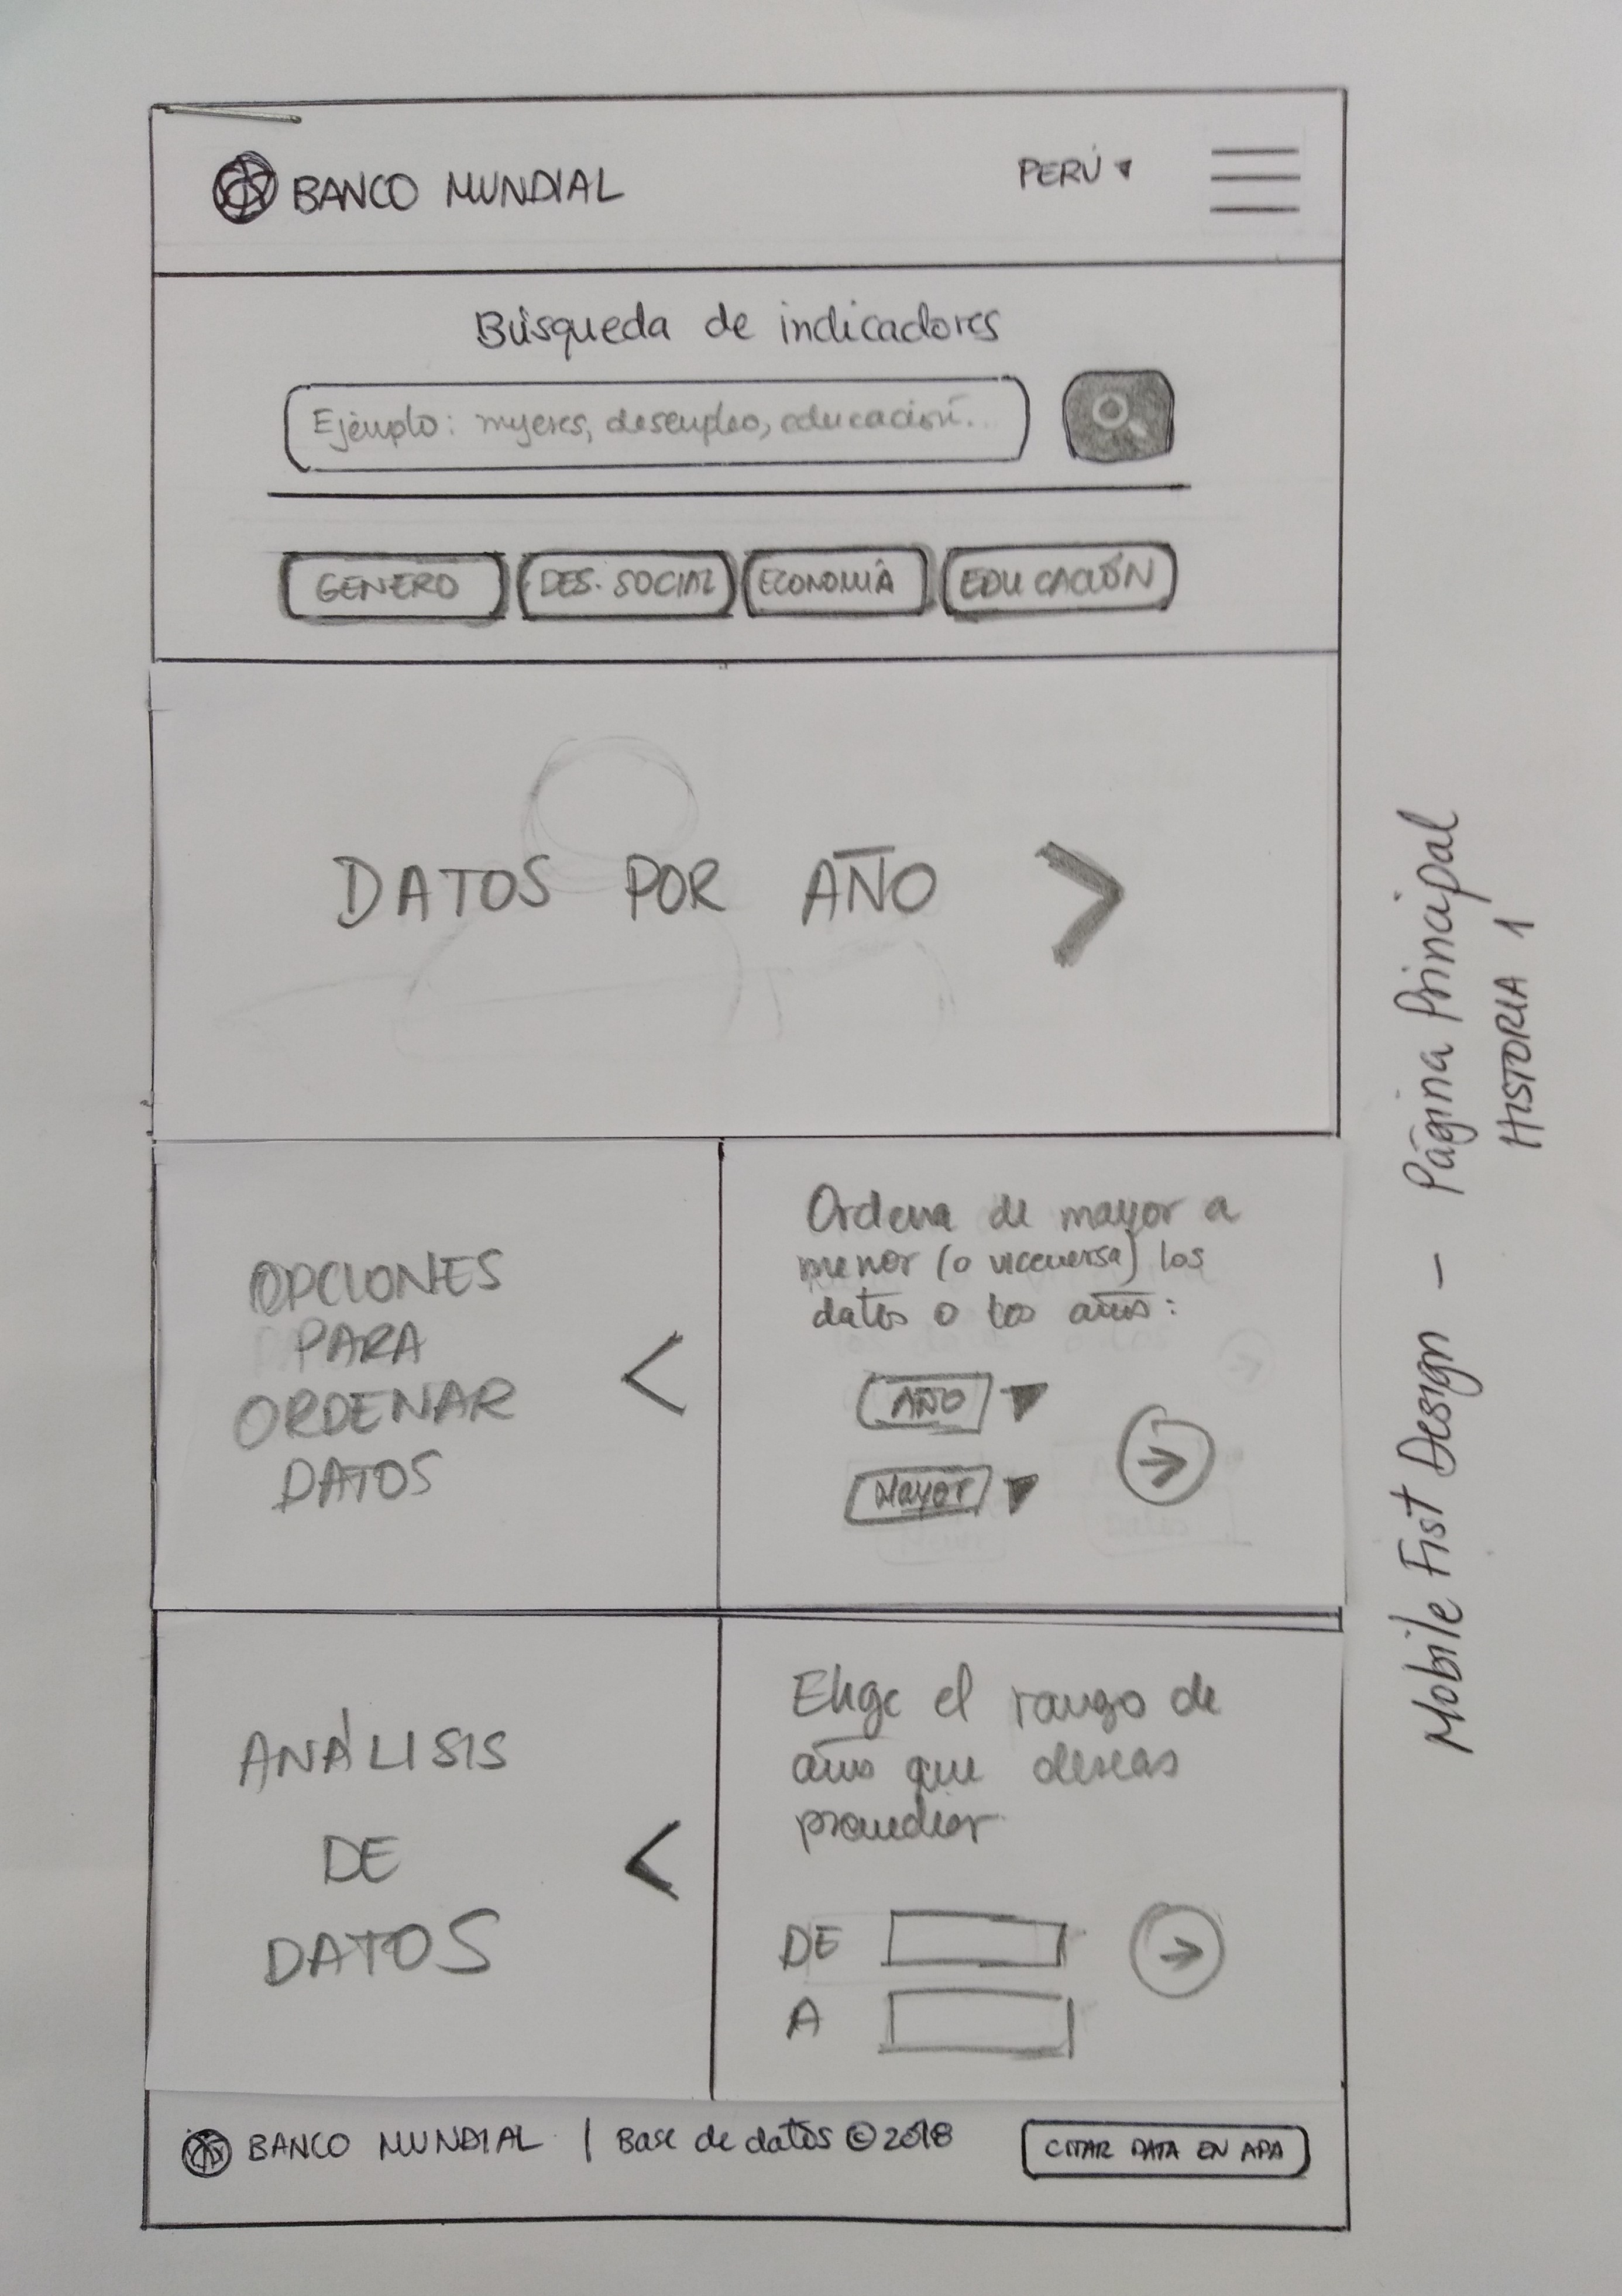 BANCO MUNDIAL
PERÚ
Búsqueda de indicadores
Ejemplo: mujeres, desempleo, educación...
GENERO
DES. SOCIAL
ECONOMÍA
EDUCACIÓN
DATOS POR AÑO
OPCIONES
PARA
ORDENAR
DATOS
Ordena de mayor a
menor (o viceversa) los
datos o los años:
AÑO
Mayor
ANÁLISIS
DE
DATOS
Elige el rango de
años que deseas
promediar
DE
A
BANCO MUNDIAL | Base de datos © 2018
CITAR DATA EN APA
Mobile Fist Design - Página Principal
HISTORIA 1